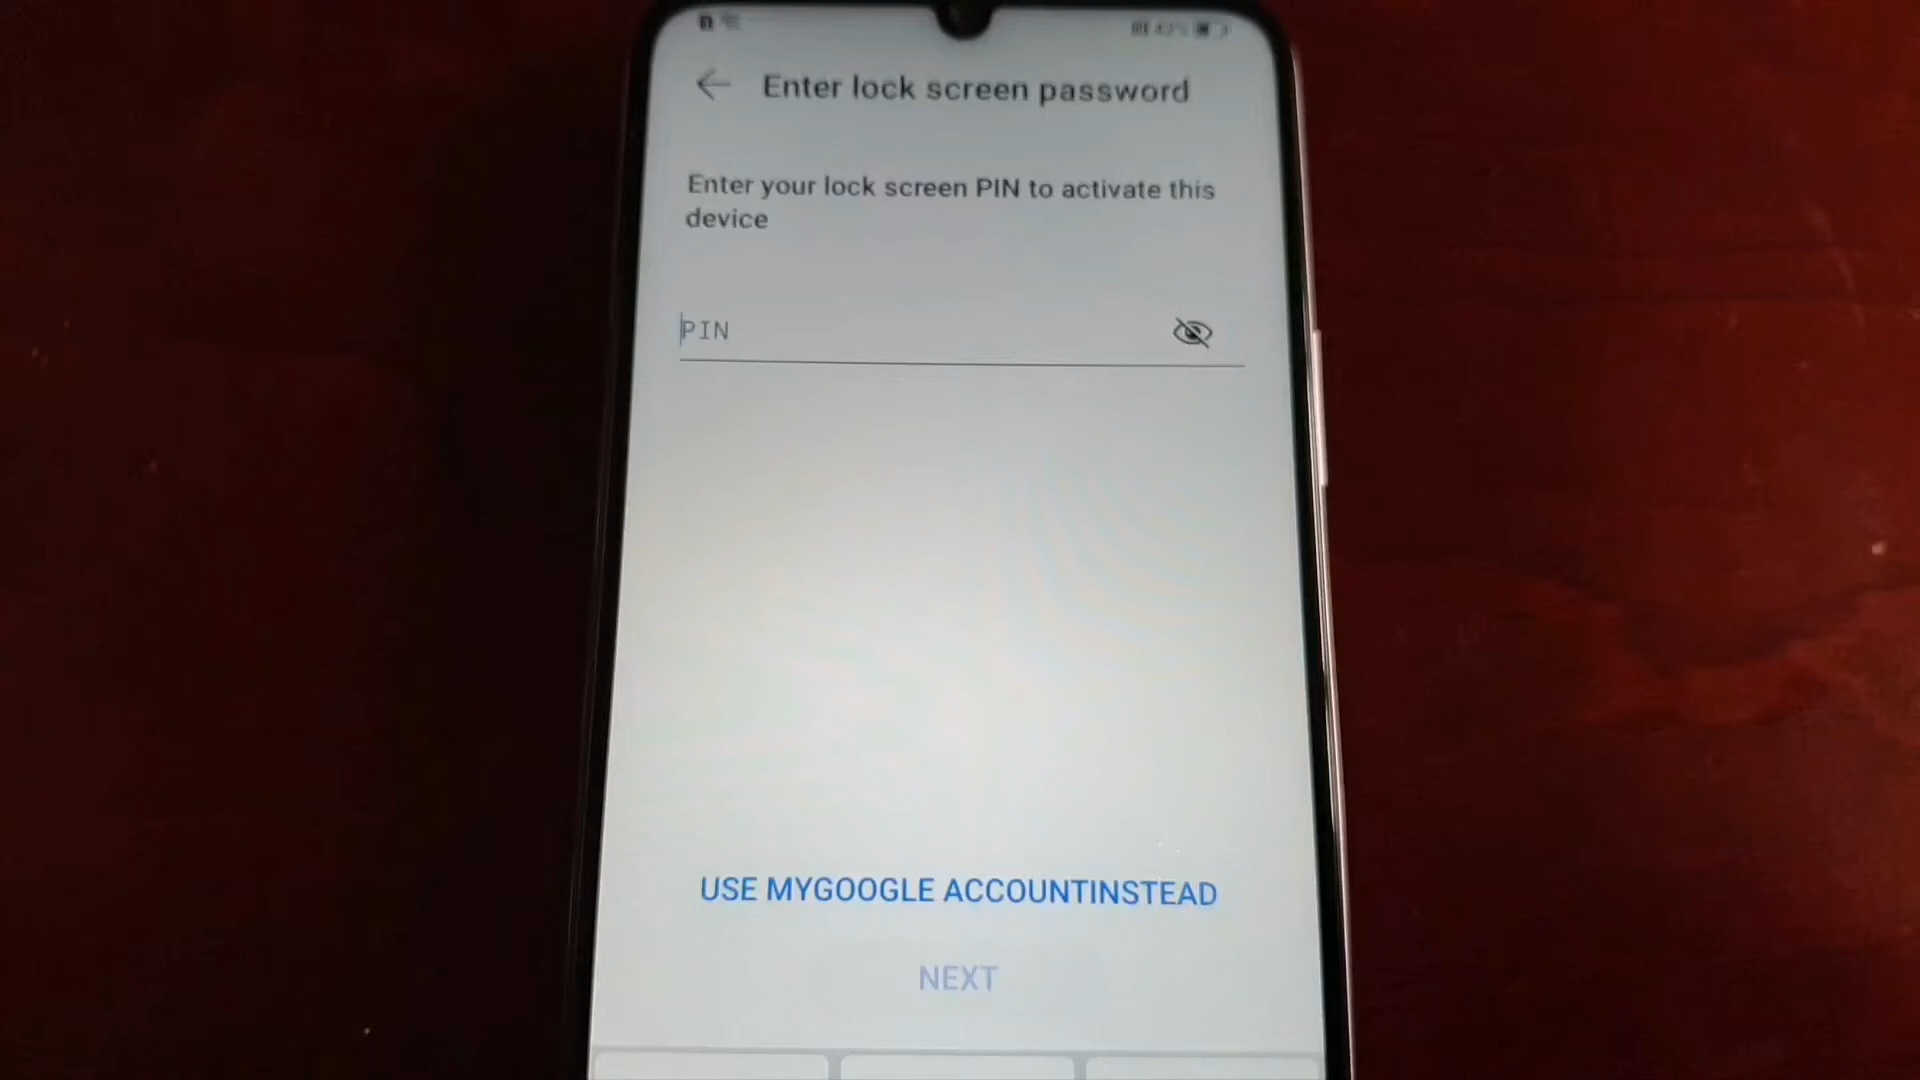 Enter lock screen password
Enter your lock screen PIN to activate this
device
PIN
USE MYGOOGLE ACCOUNTINSTEAD
NEXT